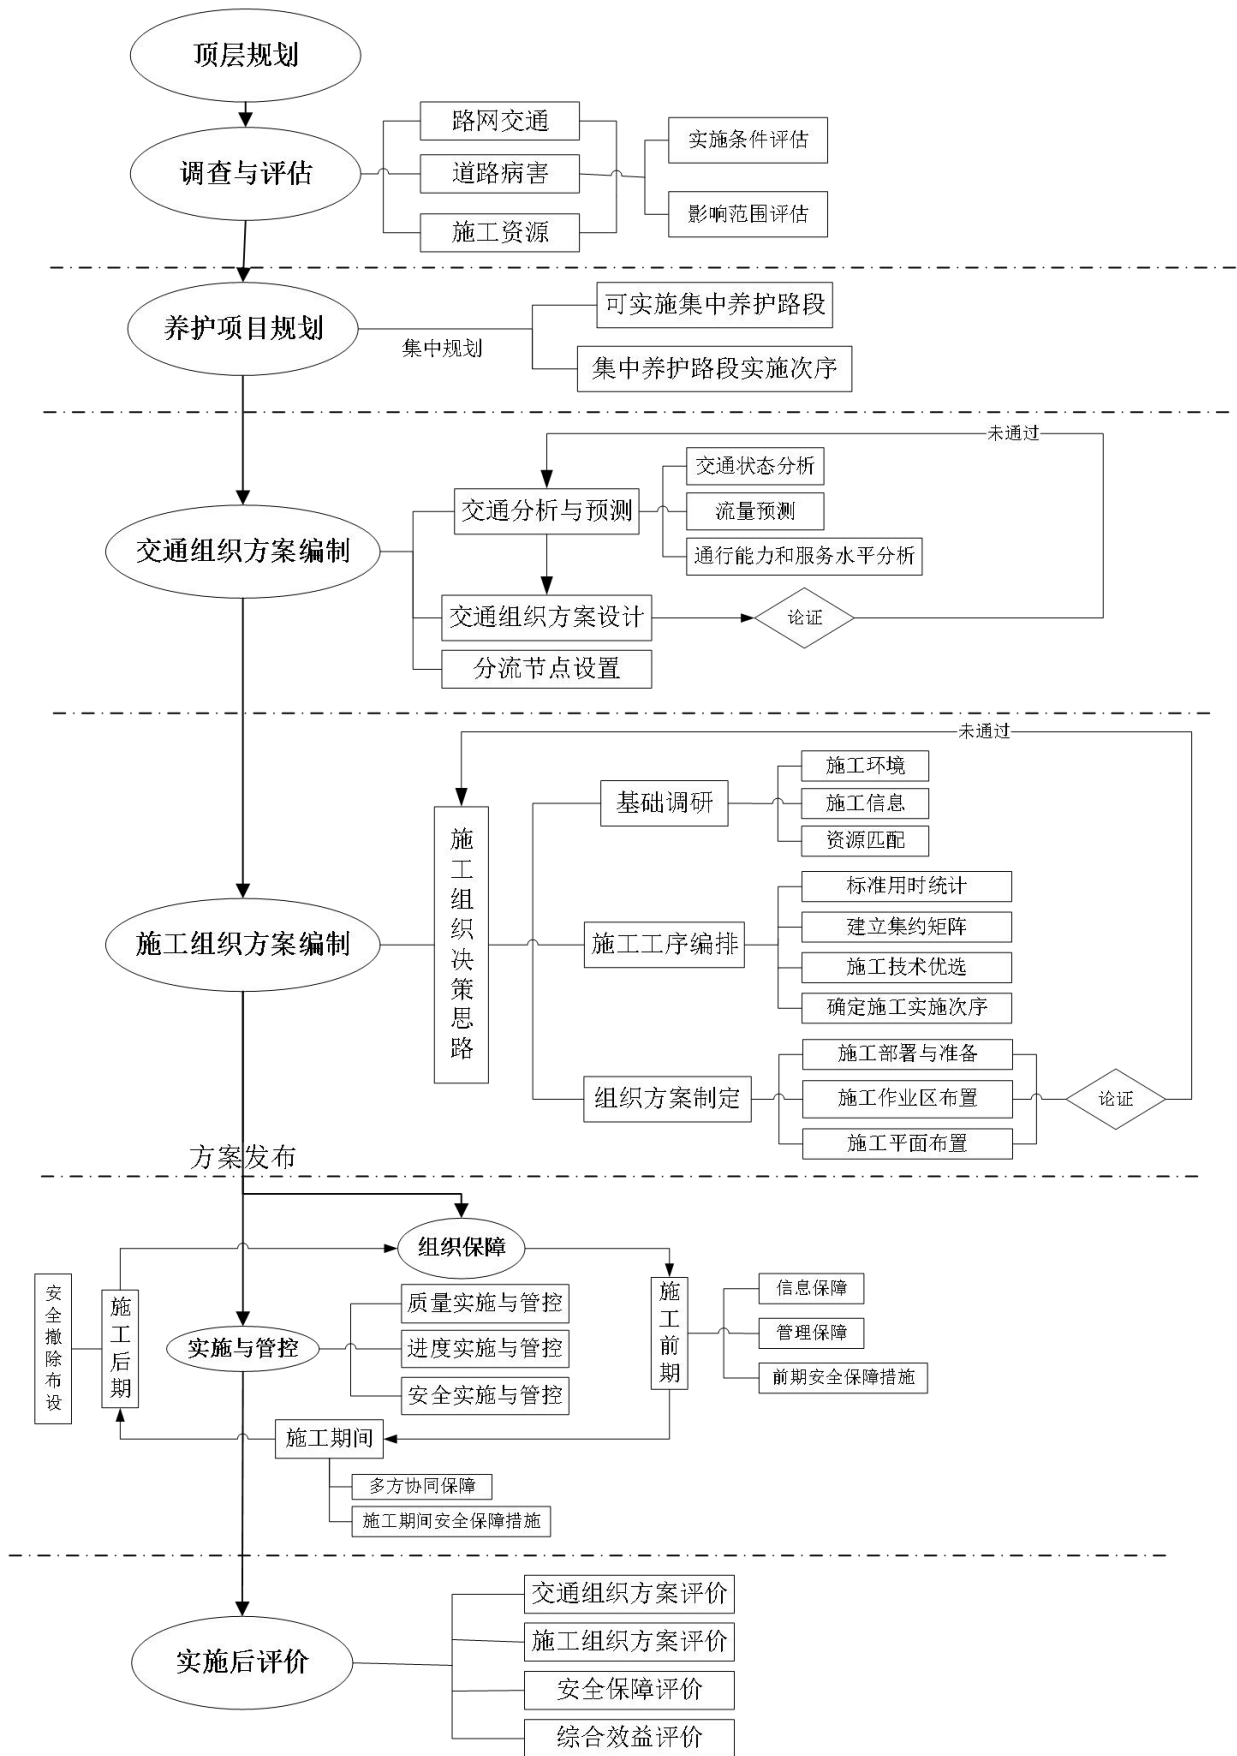 顶层规划
调查与评估
路网交通
道路病害
施工资源
实施条件评估
影响范围评估
养护项目规划
集中规划
可实施集中养护路段
集中养护路段实施次序
未通过
交通组织方案编制
交通分析与预测
交通状态分析
流量预测
通行能力和服务水平分析
交通组织方案设计
论证
分流节点设置
未通过
施工组织方案编制
施工组织决策思路
基础调研
施工环境
施工信息
资源匹配
施工工序编排
标准用时统计
建立集约矩阵
施工技术优选
确定施工实施次序
组织方案制定
施工部署与准备
施工作业区布置
施工平面布置
论证
方案发布
组织保障
安全撤除布设
施工后期
实施与管控
质量实施与管控
进度实施与管控
安全实施与管控
施工前期
信息保障
管理保障
前期安全保障措施
施工期间
多方协同保障
施工期间安全保障措施
实施后评价
交通组织方案评价
施工组织方案评价
安全保障评价
综合效益评价